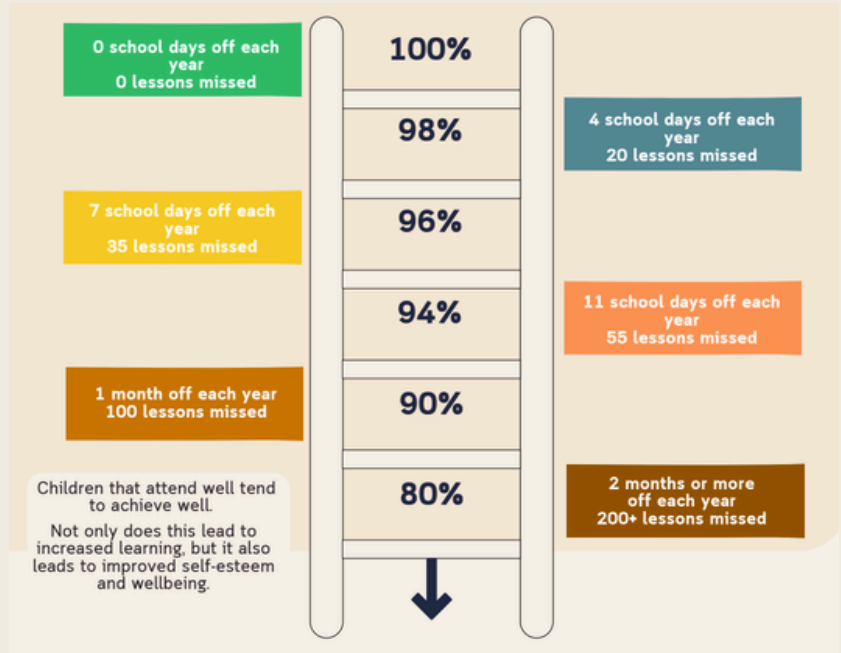 0 school days off each
year
0 lessons missed
100%
98%
4 school days off each
year
20 lessons missed
7 school days off each
year
35 lessons missed
96%
94%
11 school days off each
year
55 lessons missed
1 month off each year
100 lessons missed
90%
80%
2 months or more
off each year
200+ lessons missed
Children that attend well tend
to achieve well.
Not only does this lead to
increased learning, but it also
leads to improved self-esteem
and wellbeing.